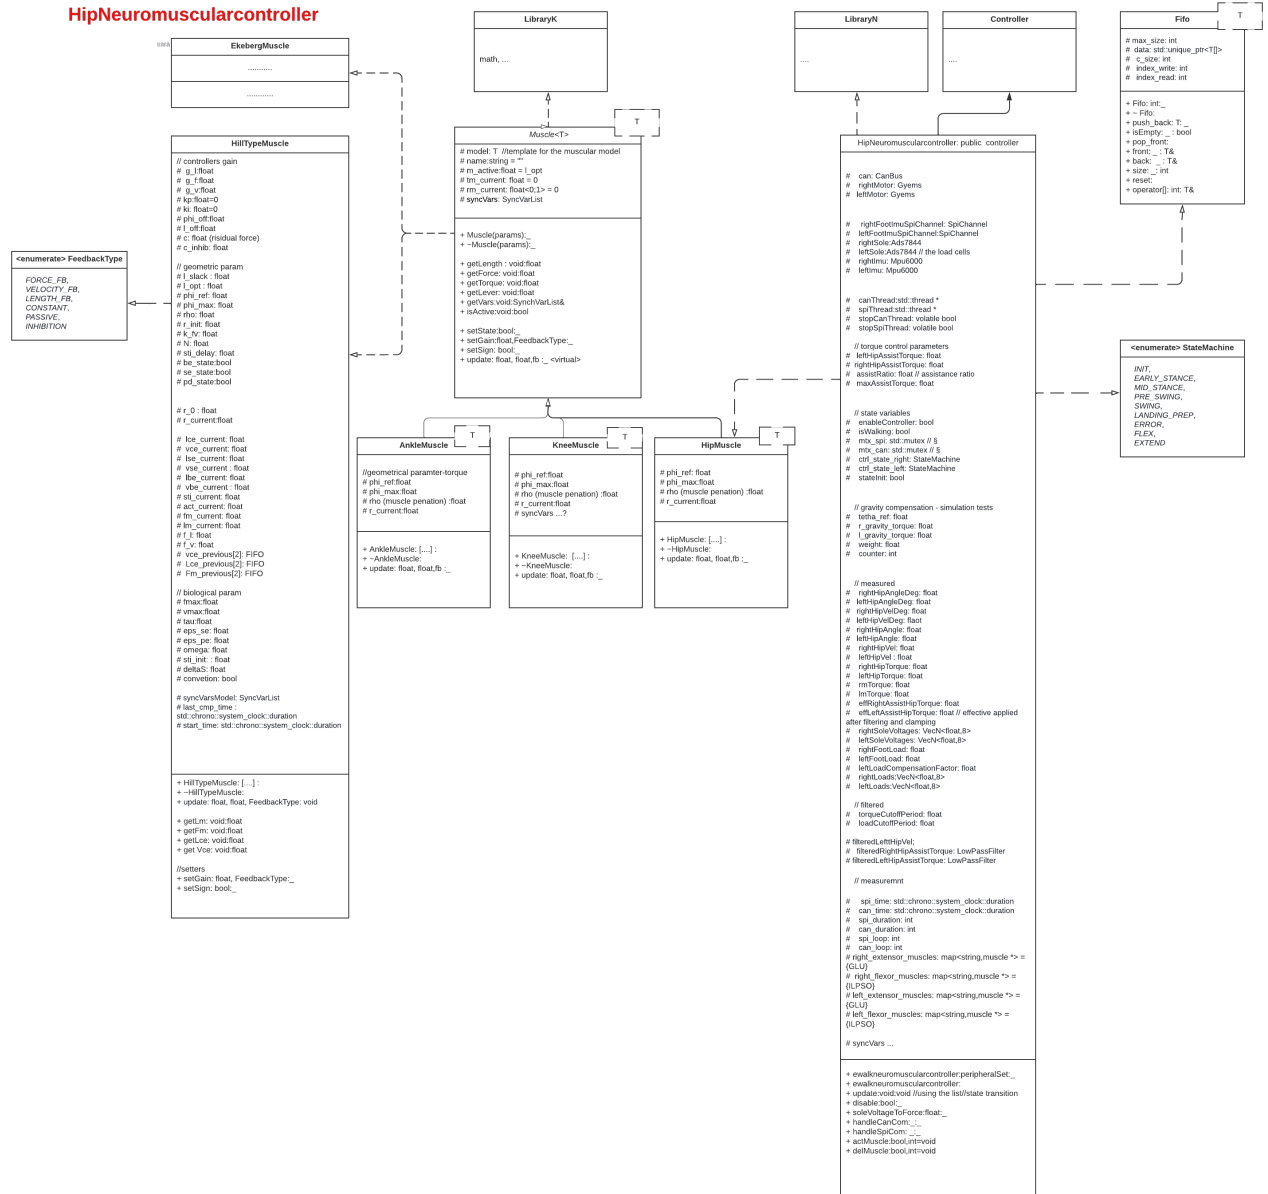 HipNeuromuscularcontroller
EkebergMuscle
...........
............
HillTypeMuscle
// controllers gain
# g_l:float
# g_f:float
# g_v:float
# kp:float=0
# ki: float=0
# phi_off:float
# l_off:float
# c: float (risidual force)
# c_inhib: float
// geometric param
# l_slack : float
# l_opt : float
# phi_ref: float
# phi_max: float
# rho: float
# r_init: float
# k_fv: float
# N: float
# sti_delay: float
# be_state:bool
# se_state:bool
# pd_state:bool
# r_0 : float
# r_current:float
# lce_current: float
# vce_current: float
# lse_current: float
# vse_current : float
# lbe_current: float
# vbe_current : float
# sti_current: float
# act_current: float
# fm_current: float
# lm_current: float
# f_l: float
# f_v: float
# vce_previous[2]: FIFO
# Lce_previous[2]: FIFO
# Fm_previous[2]: FIFO
// biological param
# fmax:float
# vmax:float
# tau:float
# eps_se: float
# eps_pe: float
# omega: float
# sti_init: : float
# deltaS: float
# convetion: bool
# syncVarsModel: SyncVarList
# last_cmp_time :
std::chrono::system_clock::duration
# start_time: std::chrono::system_clock::duration
+ HillTypeMuscle: [....] :
+ ~HillTypeMuscle:
+ update: float, float, FeedbackType: void
+ getLm: void:float
+ getFm: void:float
+ getLce: void:float
+ get Vce: void:float
//setters
+ setGain: float, FeedbackType:_
+ setSign: bool:_
<enumerate> FeedbackType
FORCE_FB,
VELOCITY_FB,
LENGTH_FB,
CONSTANT,
PASSIVE,
INHIBITION
LibraryK
math, ...
T
Muscle<T>
# model: T //template for the muscular model
# name:string = ""
# m_active:float = l_opt
# tm_current: float = 0
# rm_current: float<0;1> = 0
# syncVars: SyncVarList
+ Muscle(params):_
+ ~Muscle(params):_
+ getLength : void:float
+ getForce: void:float
+ getTorque: void:float
+ getLever: void:float
+ getVars:void:SynchVarList&
+ isActive:void:bool
+ setState:bool:_
+ setGain:float,FeedbackType:_
+ setSign: bool:_
+ update: float, float,fb :_ <virtual>
T
AnkleMuscle
//geometrical paramter-torque
# phi_ref:float
# phi_max:float
# rho (muscle penation) :float
# r_current:float
+ AnkleMuscle: [....] :
+ ~AnkleMuscle:
+ update: float, float,fb :_
T
KneeMuscle
# phi_ref:float
# phi_max:float
# rho (muscle penation) :float
# r_current:float
# syncVars ...?
+ KneeMuscle: [....] :
+ ~KneeMuscle:
+ update: float, float,fb :_
T
HipMuscle
# phi_ref: float
# phi_max:float
# rho (muscle penation) :float
# r_current:float
+ HipMuscle: [....] :
+ ~HipMuscle:
+ update: float, float,fb :_
LibraryN
....
Controller
....
HipNeuromuscularcontroller: public controller
# can: CanBus
# rightMotor: Gyems
# leftMotor: Gyems
# rightFootImuSpiChannel: SpiChannel
# leftFootImuSpiChannel:SpiChannel
# rightSole:Ads7844
# leftSole:Ads7844 // the load cells
# rightImu: Mpu6000
# leftImu: Mpu6000
# canThread:std::thread *
# spiThread:std::thread *
# stopCanThread: volatile bool
# stopSpiThread: volatile bool
// torque control parameters
# leftHipAssistTorque: float
# rightHipAssistTorque: float
# assistRatio: float // assistance ratio
# maxAssistTorque: float
// state variables
# enableController: bool
# isWalking: bool
# mtx_spi: std::mutex // §
# mtx_can: std::mutex // §
# ctrl_state_right: StateMachine
# ctrl_state_left: StateMachine
# stateInit: bool
// gravity compensation - simulation tests
# tetha_ref: float
# r_gravity_torque: float
# l_gravity_torque: float
# weight: float
# counter: int
// measured
# rightHipAngleDeg: float
# leftHipAngleDeg: float
# rightHipVelDeg: float
# leftHipVelDeg: flaot
# rightHipAngle: float
# leftHipAngle: float
# rightHipVel: float
# leftHipVel : float
# rightHipTorque: float
# leftHipTorque: float
# rmTorque: float
# lmTorque: float
# effRightAssistHipTorque: float
# effLeftAssistHipTorque: float // effective applied
after filtering and clamping
# rightSoleVoltages: VecN<float,8>
# leftSoleVoltages: VecN<float,8>
# rightFootLoad: float
# leftFootLoad: float
# leftLoadCompensationFactor: float
# rightLoads:VecN<float,8>
# leftLoads:VecN<float,8>
// filtered
# torqueCutoffPeriod: float
# loadCutoffPeriod: float
# filteredLefttHipVel;
# filteredRightHipAssistTorque: LowPassFilter
# filteredLeftHipAssistTorque: LowPassFilter
// measuremnt
# spi_time: std::chrono::system_clock::duration
# can_time: std::chrono::system_clock::duration
# spi_duration: int
# can_duration: int
# spi_loop: int
# can_loop: int
# right_extensor_muscles: map<string,muscle *> =
{GLU}
# right_flexor_muscles: map<string,muscle *> =
{ILPSO}
# left_extensor_muscles: map<string,muscle *> =
{GLU}
# left_flexor_muscles: map<string,muscle *> =
{ILPSO}
# syncVars ...
+ ewalkneuromuscularcontroller:peripheralSet:_
+ ewalkneuromuscularcontroller:
+ update:void:void //using the list//state transition
+ disable:bool:_
+ soleVoltageToForce:float:_
+ handleCanCom:_:_
+ handleSpiCom: _:_
+ actMuscle:bool,int=void
+ delMuscle:bool,int=void
T
Fifo
# max_size: int
# data: std::unique_ptr<T[]>
# c_size: int
# index_write: int
# index_read: int
+ Fifo: int:_
+ ~ Fifo:
+ push_back: T: _
+ isEmpty: _ : bool
+ pop_front:
+ front: _ : T&
+ back: _ : T&
+ size: _: int
+ reset:
+ operator[]: int: T&
<enumerate> StateMachine
INIT,
EARLY_STANCE,
MID_STANCE,
PRE_SWING,
SWING,
LANDING_PREP,
ERROR,
FLEX,
EXTEND